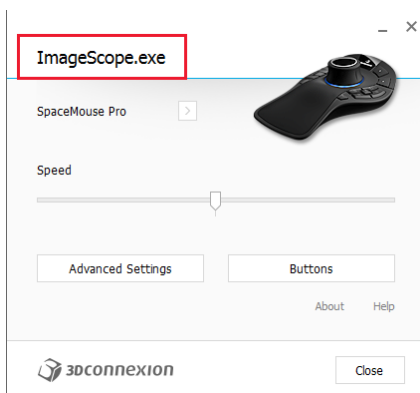 ImageScope.exe
SpaceMouse Pro
Speed
Advanced Settings
Buttons
About
Help
3DCONNEXION
Close